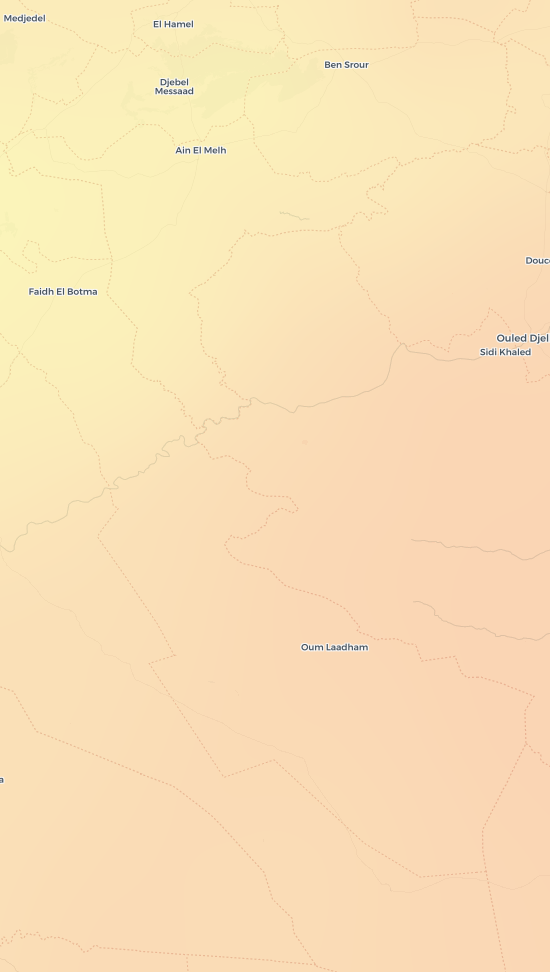 Medjedel
El Hamel
Ben Srour
Djebel
Messaad
Ain El Melh
Douc
Faidh El Botma
Ouled Djel
Sidi Khaled
Oum Laadham
a